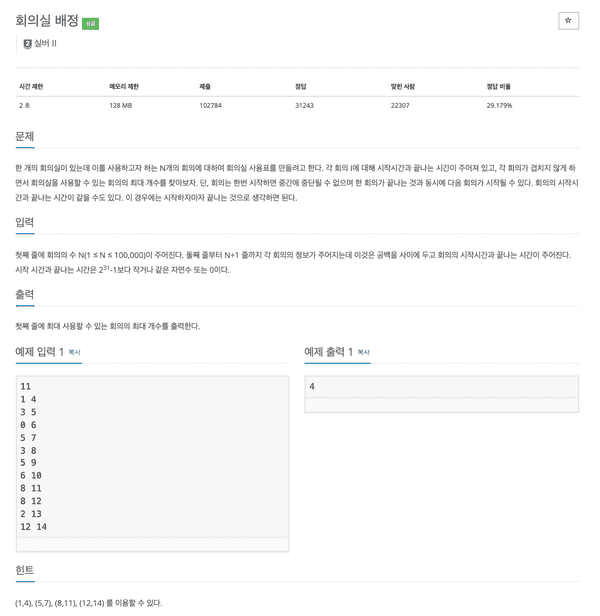 회의실 배정 성공
2 실버 II
시간 제한 메모리 제한 제출 정답 맞힌 사람 정답 비율
2 초 128 MB 102784 31243 22307 29.179%
문제
한 개의 회의실이 있는데 이를 사용하고자 하는 N개의 회의에 대하여 회의실 사용표를 만들려고 한다. 각 회의 I에 대해 시작시간과 끝나는 시간이 주어져 있고, 각 회의가 겹치지 않게 하
면서 회의실을 사용할 수 있는 회의의 최대 개수를 찾아보자. 단, 회의는 한번 시작하면 중간에 중단될 수 없으며 한 회의가 끝나는 것과 동시에 다음 회의가 시작될 수 있다. 회의의 시작시
간과 끝나는 시간이 같을 수도 있다. 이 경우에는 시작하자마자 끝나는 것으로 생각하면 된다.
입력
첫째 줄에 회의의 수 N(1 ≤ N ≤ 100,000)이 주어진다. 둘째 줄부터 N+1 줄까지 각 회의의 정보가 주어지는데 이것은 공백을 사이에 두고 회의의 시작시간과 끝나는 시간이 주어진다.
시작 시간과 끝나는 시간은 2³¹-1보다 작거나 같은 자연수 또는 0이다.
출력
첫째 줄에 최대 사용할 수 있는 회의의 최대 개수를 출력한다.
예제 입력 1 복사
11
1 4
3 5
0 6
5 7
3 8
5 9
6 10
8 11
8 12
2 13
12 14
예제 출력 1 복사
4
힌트
(1,4), (5,7), (8,11), (12,14) 를 이용할 수 있다.